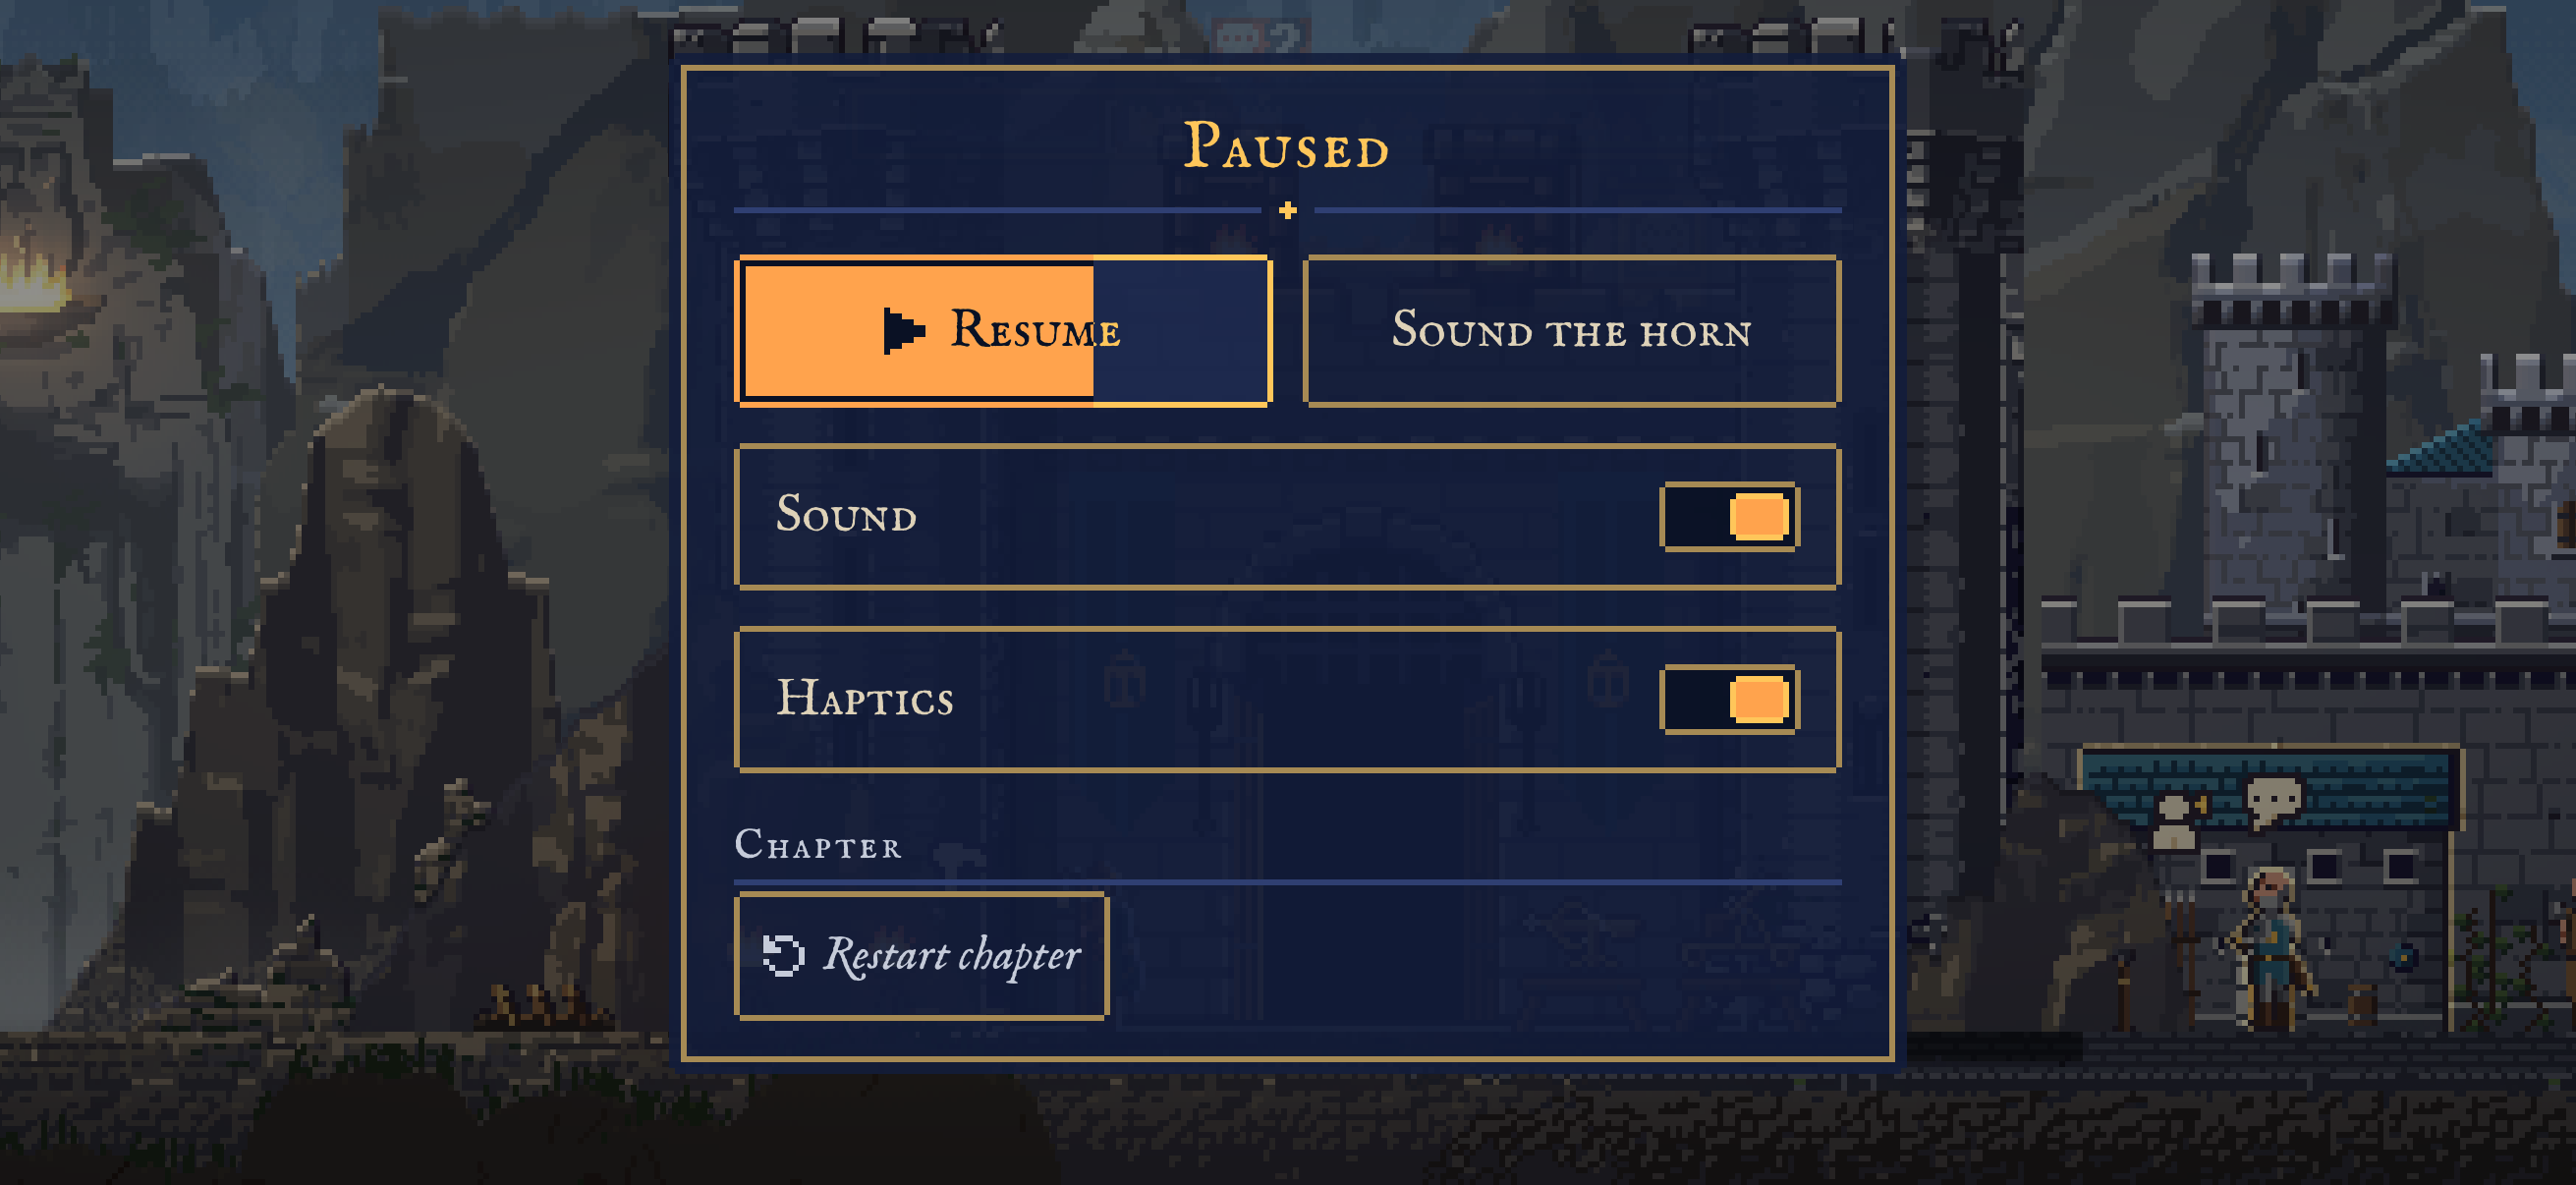 Paused
Resume
Sound the horn
Sound
Haptics
Chapter
Restart chapter